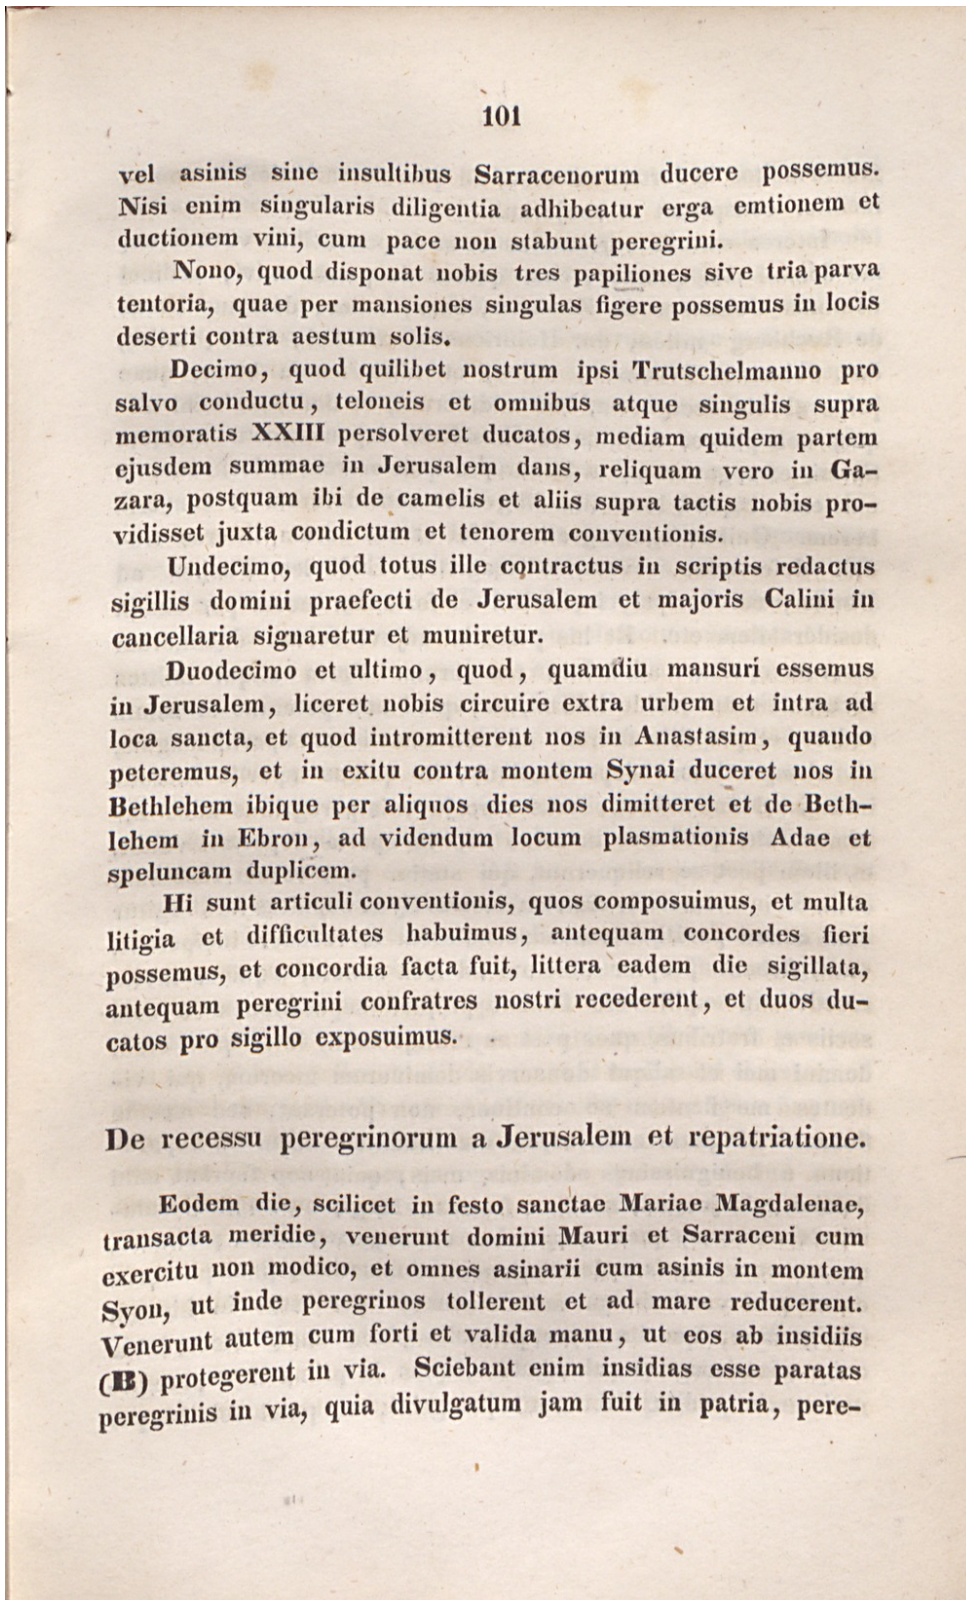 101
vel asinis sine insultibus Sarracenorum ducere possemus.
Nisi enim singularis diligentia adhibeatur erga emtionem et
ductionem vini, cum pace non stabunt peregrini.
Nono, quod disponat nobis tres papiliones sive tria parva
tentoria, quae per mansiones singulas figere possemus in locis
deserti contra aestum solis.
Decimo, quod quilibet nostrum ipsi Trutschelmanno pro
salvo conductu, teloneis et omnibus atque singulis supra
memoratis XXIII persolveret ducatos, mediam quidem partem
ejusdem summae in Jerusalem dans, reliquam vero in Ga-
zara, postquam ibi de camelis et aliis supra tactis nobis pro-
vidisset juxta condictum et tenorem conventionis.
Undecimo, quod totus ille contractus in scriptis redactus
sigillis domini praefecti de Jerusalem et majoris Calini in
cancellaria signaretur et muniretur.
Duodecimo et ultimo, quod, quamdiu mansuri essemus
in Jerusalem, liceret nobis circuire extra urbem et intra ad
loca sancta, et quod intromitterent nos in Anastasim, quando
peteremus, et in exitu contra montem Synai duceret nos in
Bethlehem ibique per aliquos dies nos dimitteret et de Beth-
lehem in Ebron, ad videndum locum plasmationis Adae et
speluncam duplicem.
Hi sunt articuli conventionis, quos composuimus, et multa
litigia et difficultates habuimus, antequam concordes fieri
possemus, et concordia facta fuit, littera eadem die sigillata,
antequam peregrini confratres nostri recederent, et duos du-
catos pro sigillo exposuimus.
De recessu peregrinorum a Jerusalem et repatriatione.
Eodem die, scilicet in festo sanctae Mariae Magdalenae,
transacta meridie, venerunt domini Mauri et Sarraceni cum
exercitu non modico, et omnes asinarii cum asinis in montem
Syon, ut inde peregrinos tollerent et ad mare reducerent.
Venerunt autem cum forti et valida manu, ut eos ab insidiis
(B) protegerent in via. Sciebant enim insidias esse paratas
peregrinis in via, quia divulgatum jam fuit in patria, pere-